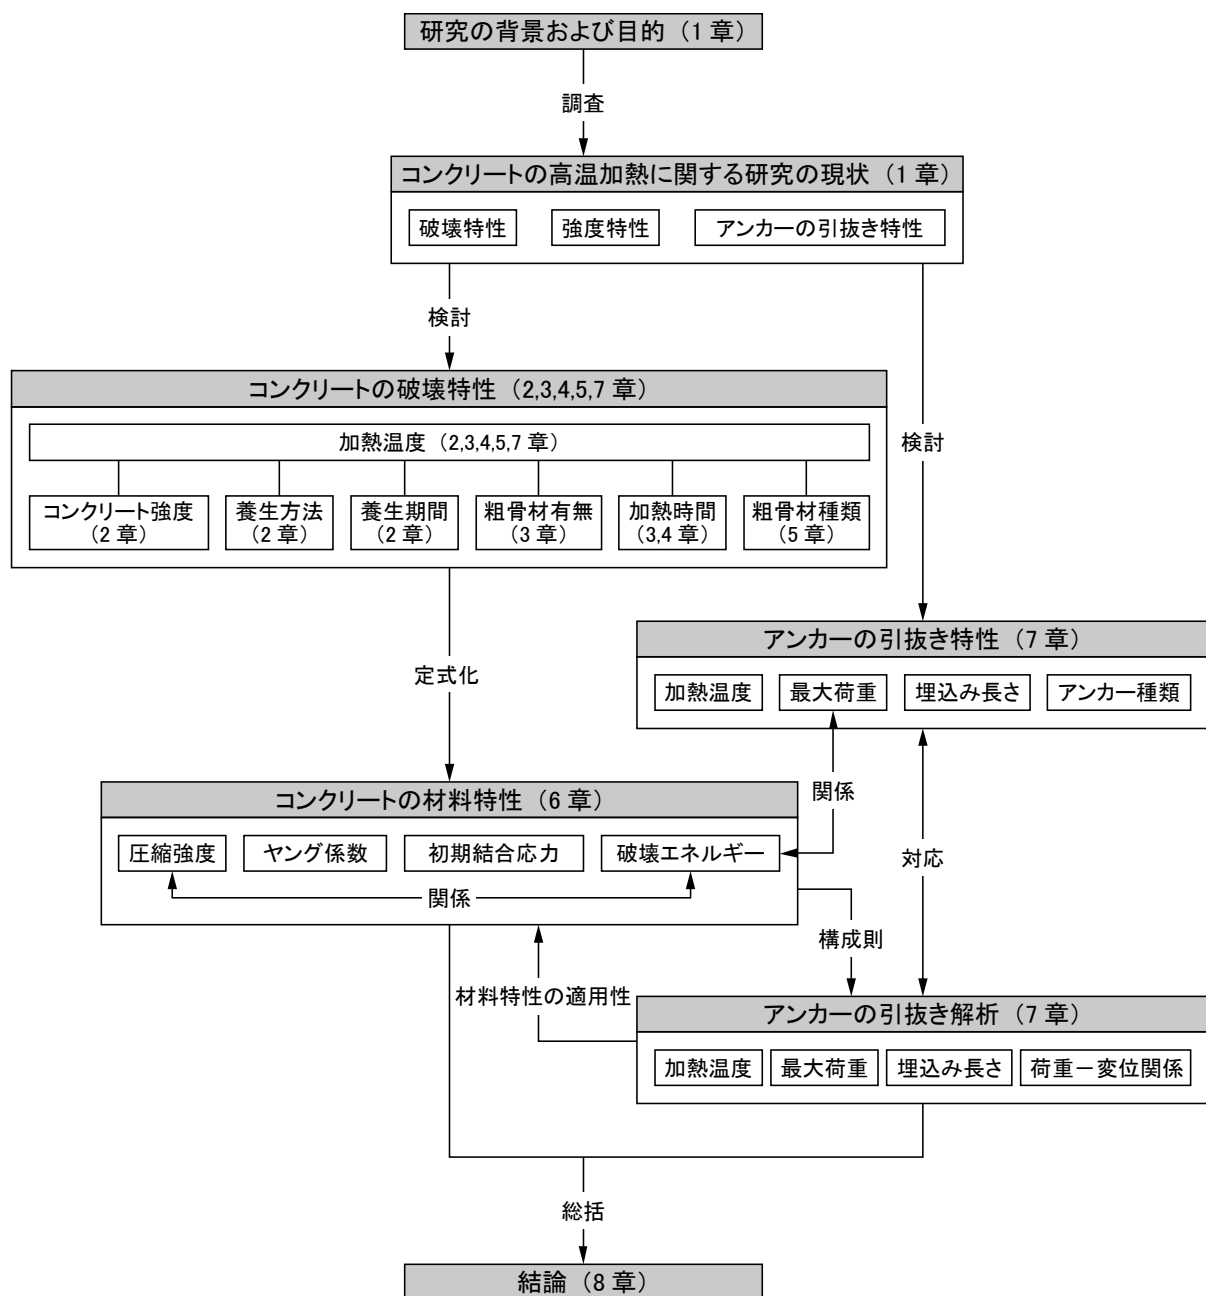 研究の背景および目的（1 章）
調査
コンクリートの高温加熱に関する研究の現状（1 章）
破壊特性
強度特性
アンカーの引抜き特性
検討
コンクリートの破壊特性（2,3,4,5,7 章）
加熱温度（2,3,4,5,7 章）
検討
コンクリート強度
（2 章）
養生方法
（2 章）
養生期間
（2 章）
粗骨材有無
（3 章）
加熱時間
（3,4 章）
粗骨材種類
（5 章）
アンカーの引抜き特性（7 章）
定式化
加熱温度
最大荷重
埋込み長さ
アンカー種類
コンクリートの材料特性（6 章）
関係
圧縮強度
ヤング係数
初期結合応力
破壊エネルギー
対応
関係
構成則
材料特性の適用性
アンカーの引抜き解析（7 章）
加熱温度
最大荷重
埋込み長さ
荷重－変位関係
総括
結論（8 章）